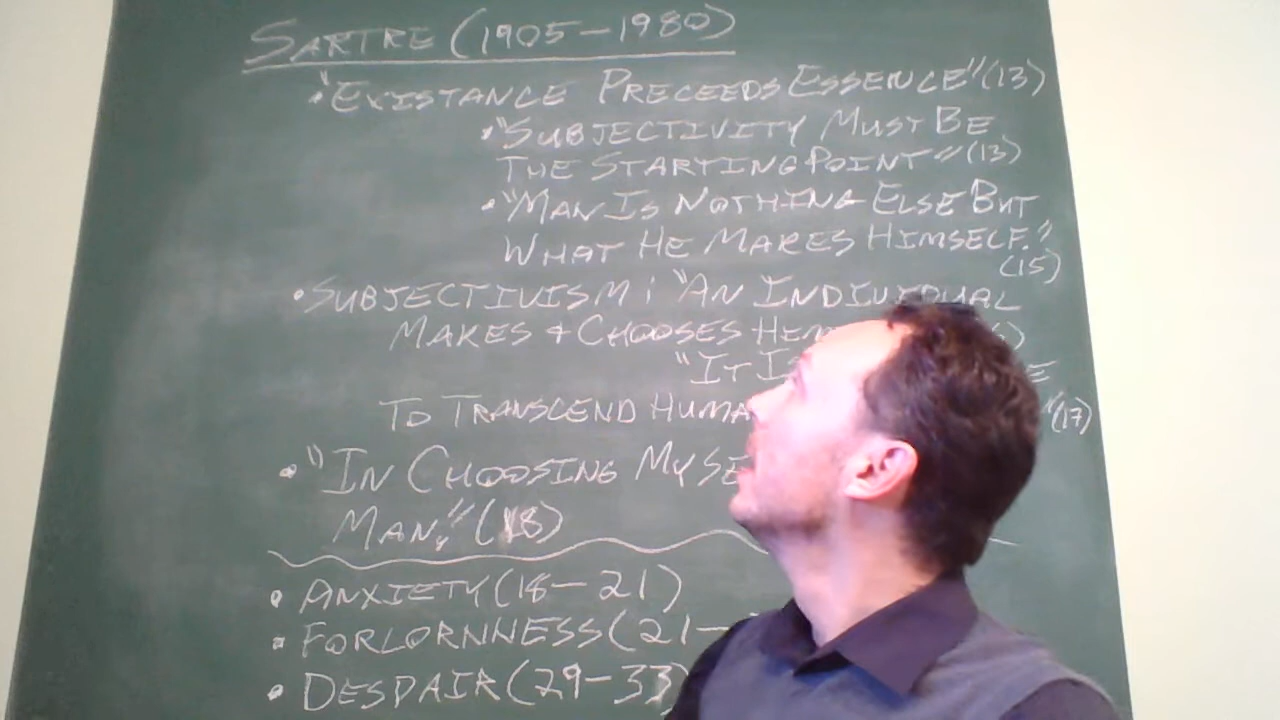 SARTRE (1905-1980)
• "EXISTANCE PRECEEDS ESSENCE" (13)
• "SUBJECTIVITY MUST BE
THE STARTING POINT" (13)
• "MAN IS NOTHING ELSE BUT
WHAT HE MAKES HIMSELF."
(15)
• SUBJECTIVISM: "AN INDIVIDUAL
MAKES & CHOOSES
"IT
TO TRANSCEND
(17)
• "IN CHOOSING
MAN." (18)
• ANXIETY (18-21)
• FORLORNNESS (21-
• DESPAIR (29-33)